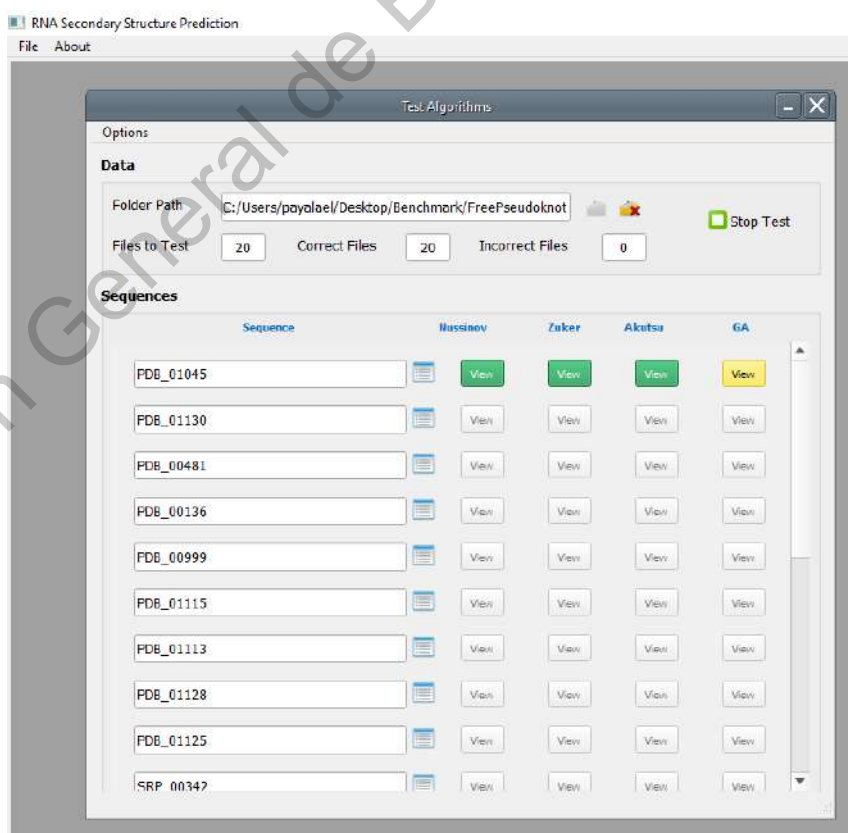 RNA Secondary Structure Prediction
File About
Test Algorithms
Options
Data
Folder Path C:/Users/payalael/Desktop/Benchmark/FreePseudoknot
Stop Test
Files to Test 20 Correct Files 20 Incorrect Files 0
Sequences
Sequence Nussinov Zuker Akutsu GA
PDB_01045 View View View View
PDB_01130 View View View View
PDB_00481 View View View View
PDB_00136 View View View View
PDB_00999 View View View View
PDB_01115 View View View View
PDB_01113 View View View View
PDB_01128 View View View View
PDB_01125 View View View View
SRP_00342 View View View View
n General de B